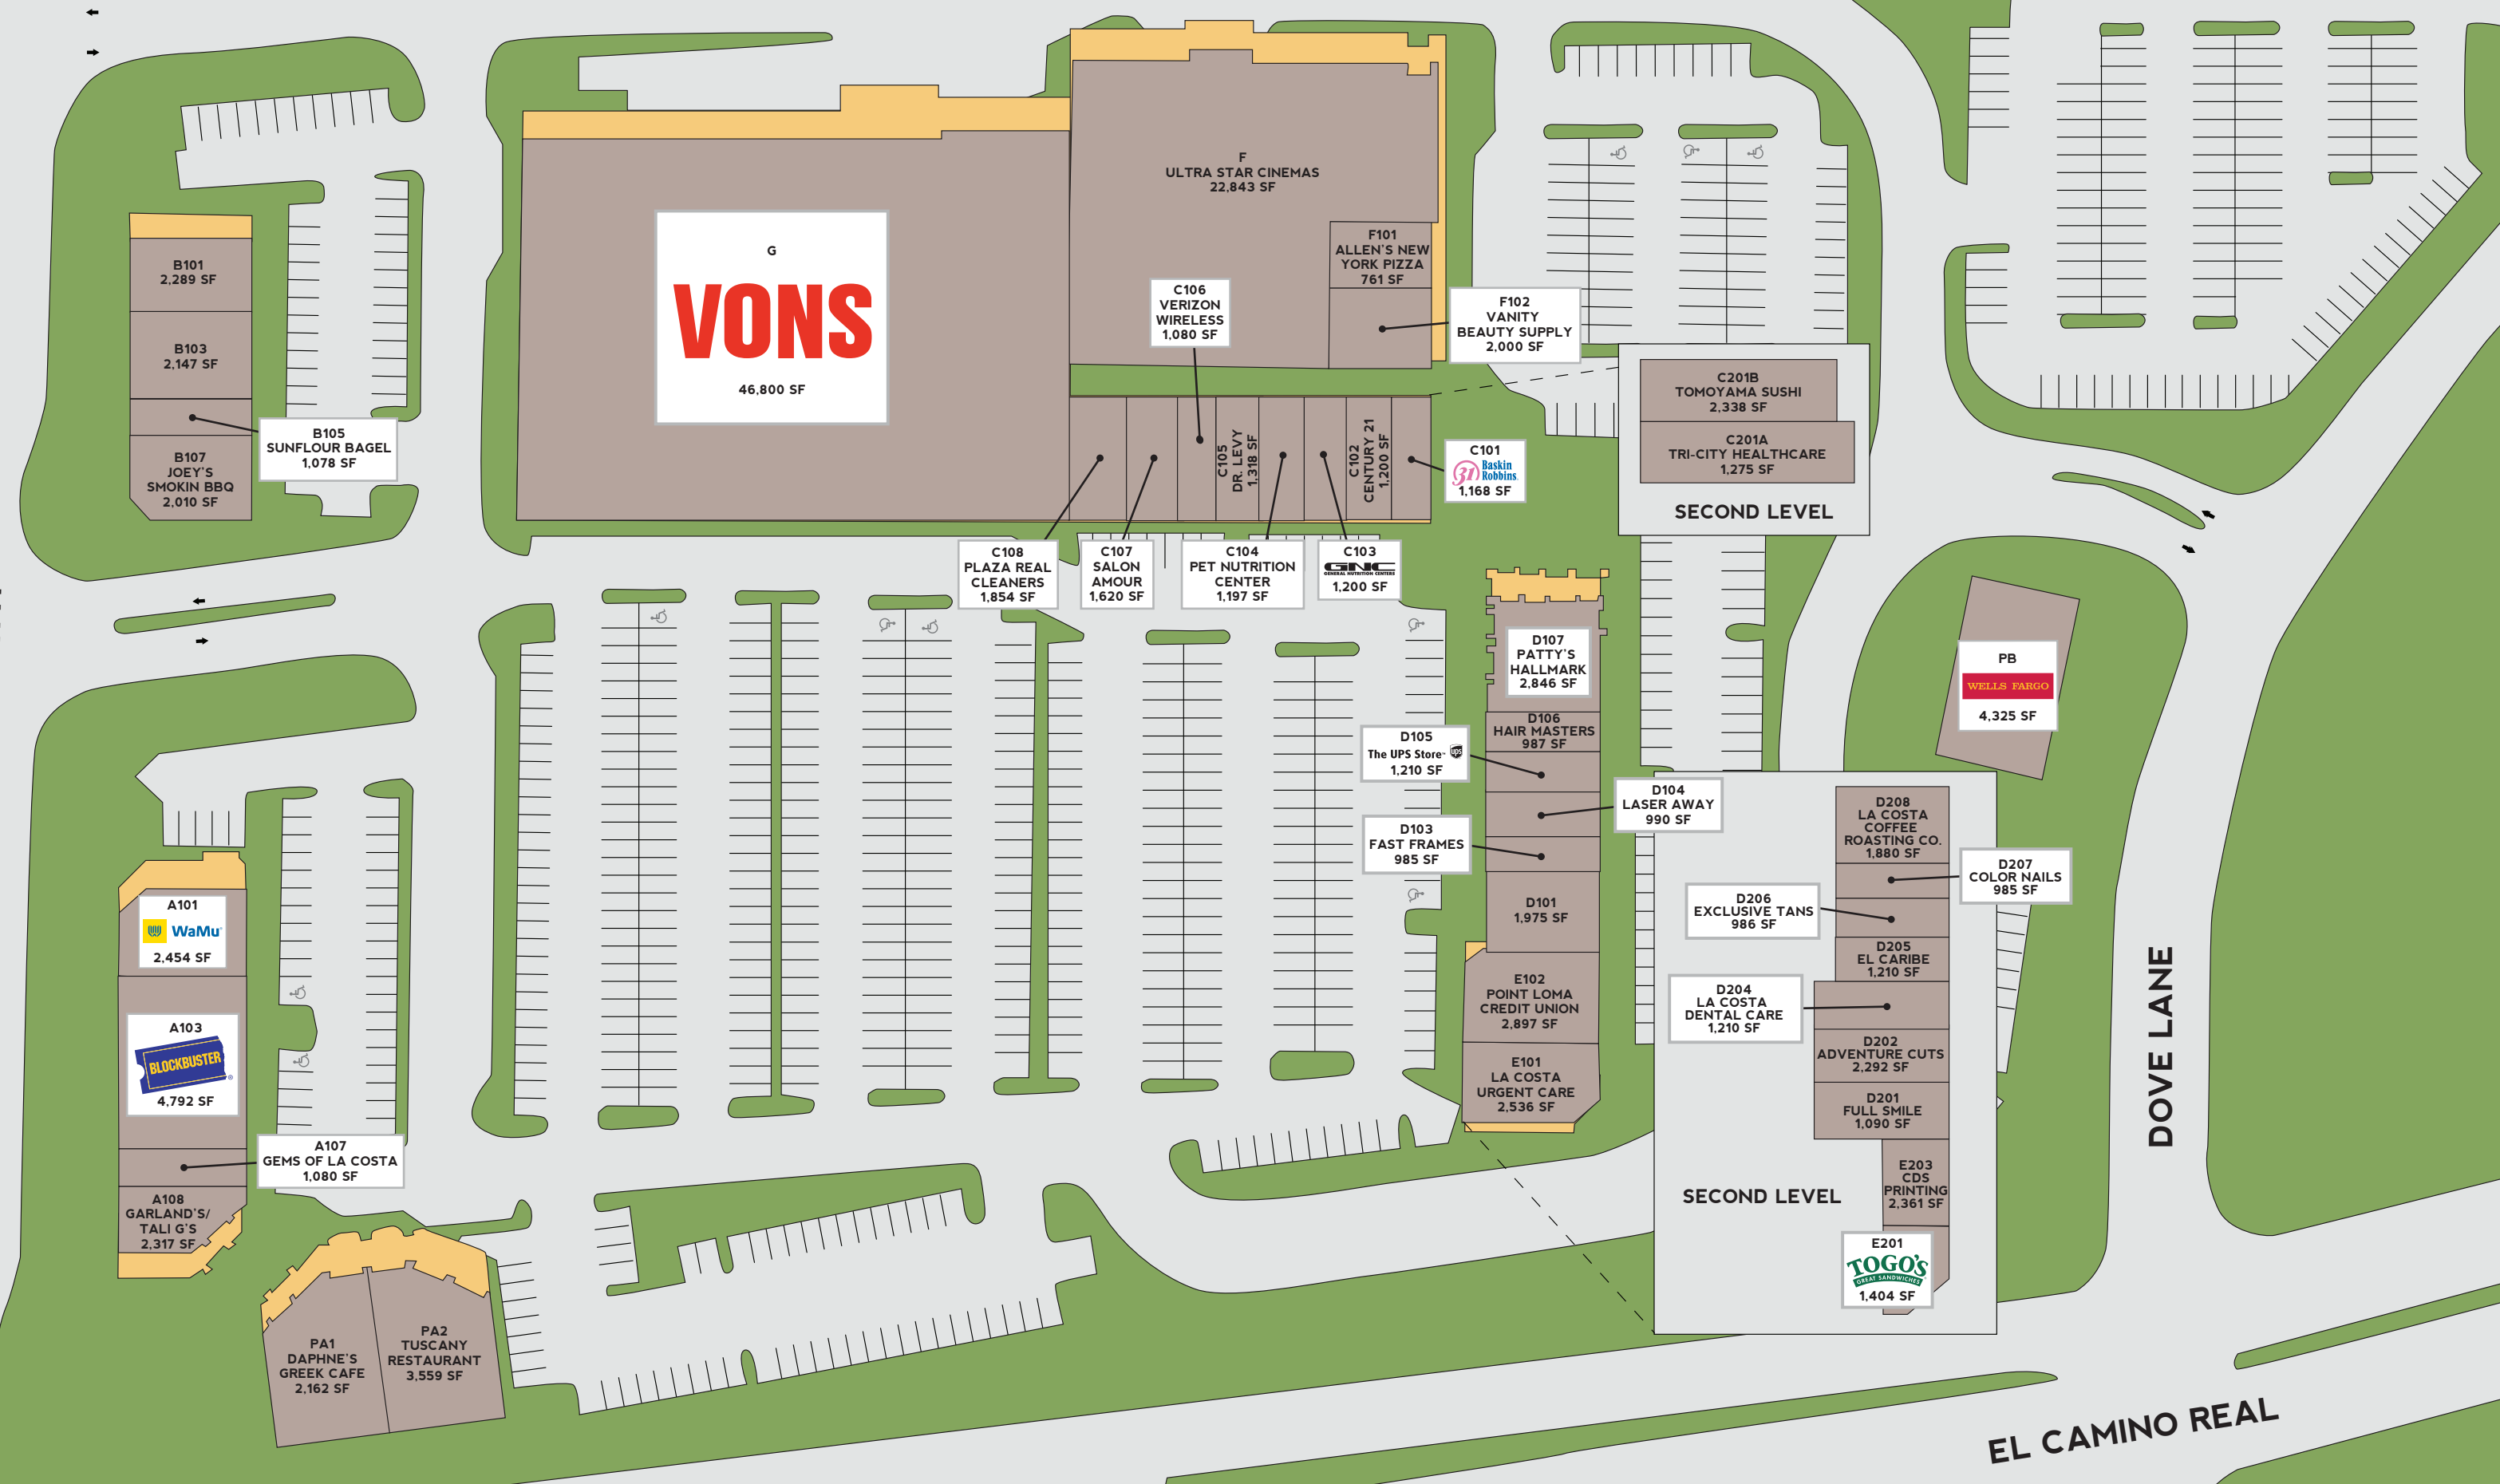 B101
2,289 SF
B103
2,147 SF
B105
SUNFLOUR BAGEL
1,078 SF
B107
JOEY'S
SMOKIN BBQ
2,010 SF
G
VONS
46,800 SF
F
ULTRA STAR CINEMAS
22,843 SF
F101
ALLEN'S NEW
YORK PIZZA
761 SF
F102
VANITY
BEAUTY SUPPLY
2,000 SF
C106
VERIZON
WIRELESS
1,080 SF
C105
DR. LEVY
1,318 SF
C102
CENTURY 21
1,200 SF
C101
31 Baskin
Robbins
1,168 SF
C108
PLAZA REAL
CLEANERS
1,854 SF
C107
SALON
AMOUR
1,620 SF
C104
PET NUTRITION
CENTER
1,197 SF
C103
GNC
GENERAL NUTRITION CENTERS
1,200 SF
C201B
TOMOYAMA SUSHI
2,338 SF
C201A
TRI-CITY HEALTHCARE
1,275 SF
SECOND LEVEL
D107
PATTY'S
HALLMARK
2,846 SF
D106
HAIR MASTERS
987 SF
D105
The UPS Store ups
1,210 SF
D104
LASER AWAY
990 SF
D103
FAST FRAMES
985 SF
D101
1,975 SF
E102
POINT LOMA
CREDIT UNION
2,897 SF
E101
LA COSTA
URGENT CARE
2,536 SF
PB
WELLS FARGO
4,325 SF
D208
LA COSTA
COFFEE
ROASTING CO.
1,880 SF
D207
COLOR NAILS
985 SF
D206
EXCLUSIVE TANS
986 SF
D205
EL CARIBE
1,210 SF
D204
LA COSTA
DENTAL CARE
1,210 SF
D202
ADVENTURE CUTS
2,292 SF
D201
FULL SMILE
1,090 SF
E203
CDS
PRINTING
2,361 SF
SECOND LEVEL
E201
TOGO'S
GREAT SANDWICHES
1,404 SF
A101
WaMu
2,454 SF
A103
BLOCKBUSTER
4,792 SF
A107
GEMS OF LA COSTA
1,080 SF
A108
GARLAND'S/
TALI G'S
2,317 SF
PA1
DAPHNE'S
GREEK CAFE
2,162 SF
PA2
TUSCANY
RESTAURANT
3,559 SF
DOVE LANE
EL CAMINO REAL